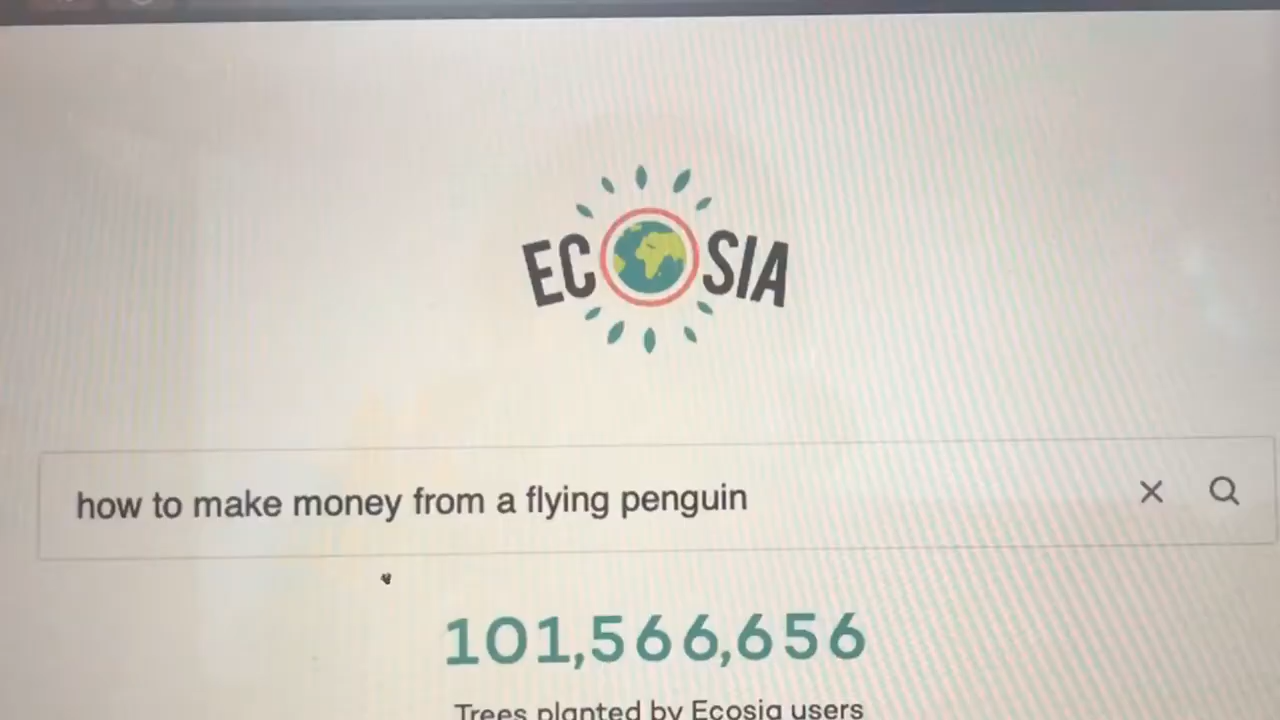 ECOSIA
how to make money from a flying penguin
101,566,656
Trees planted by Ecosia users